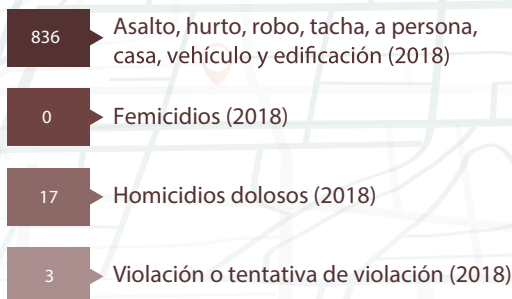 836
Asalto, hurto, robo, tacha, a persona,
casa, vehículo y edificación (2018)
0
Femicidios (2018)
17
Homicidios dolosos (2018)
3
Violación o tentativa de violación (2018)